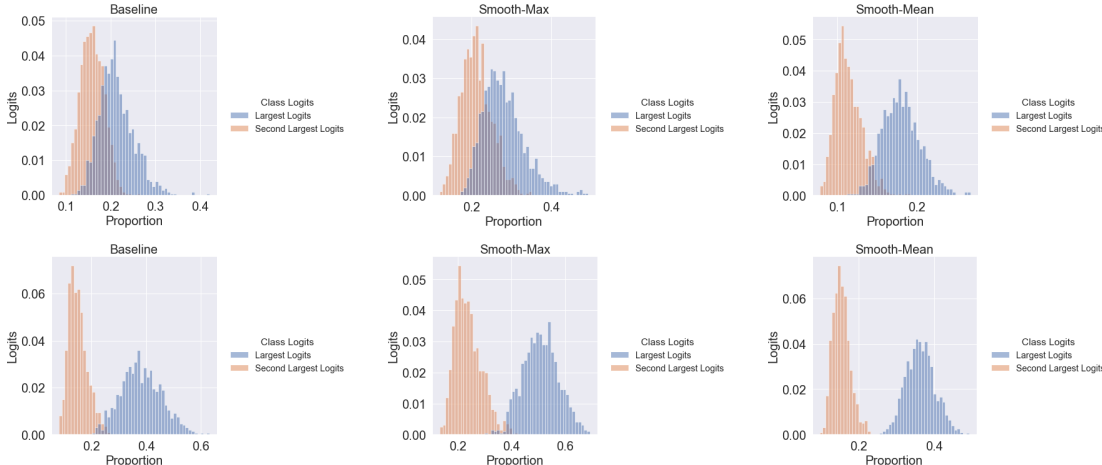 Baseline
0.05
0.04
0.03
0.02
0.01
0.00
Logits
0.1 0.2 0.3 0.4
Proportion
Class Logits
Largest Logits
Second Largest Logits
Smooth-Max
0.04
0.03
0.02
0.01
0.00
Logits
0.2 0.4
Proportion
Class Logits
Largest Logits
Second Largest Logits
Smooth-Mean
0.05
0.04
0.03
0.02
0.01
0.00
Logits
0.1 0.2
Proportion
Class Logits
Largest Logits
Second Largest Logits
Baseline
0.06
0.04
0.02
0.00
Logits
0.2 0.4 0.6
Proportion
Class Logits
Largest Logits
Second Largest Logits
Smooth-Max
0.05
0.04
0.03
0.02
0.01
0.00
Logits
0.2 0.4 0.6
Proportion
Class Logits
Largest Logits
Second Largest Logits
Smooth-Mean
0.06
0.04
0.02
0.00
Logits
0.2 0.4
Proportion
Class Logits
Largest Logits
Second Largest Logits